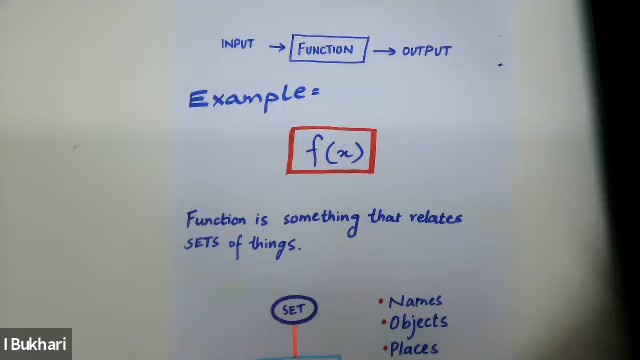 INPUT → FUNCTION → OUTPUT
Example=
f(x)
Function is something that relates
SETS of things.
SET
• Names
• Objects
• Places
I Bukhari